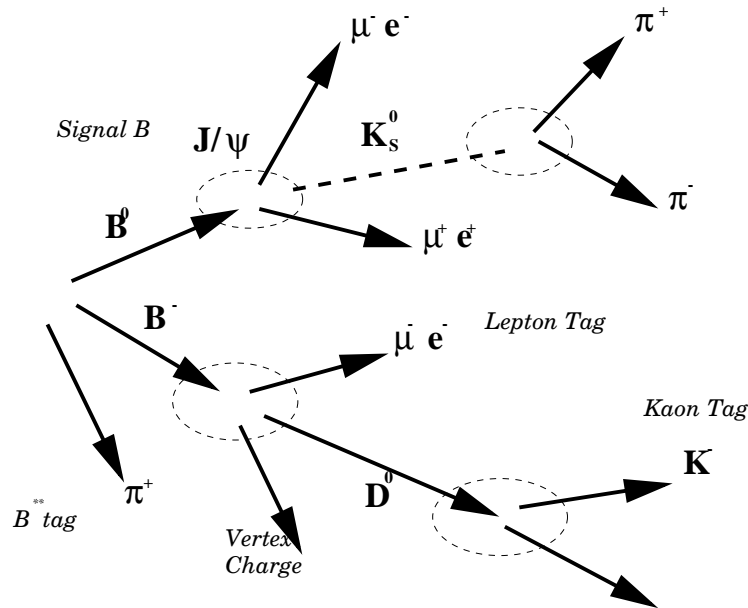 μ⁻ e⁻
π⁺
Signal B
J/ψ
K⁰ₛ
π⁻
B⁰
μ⁺ e⁺
B⁻
μ⁻ e⁻
Lepton Tag
Kaon Tag
K⁻
D⁰
π⁺
B** tag
Vertex
Charge